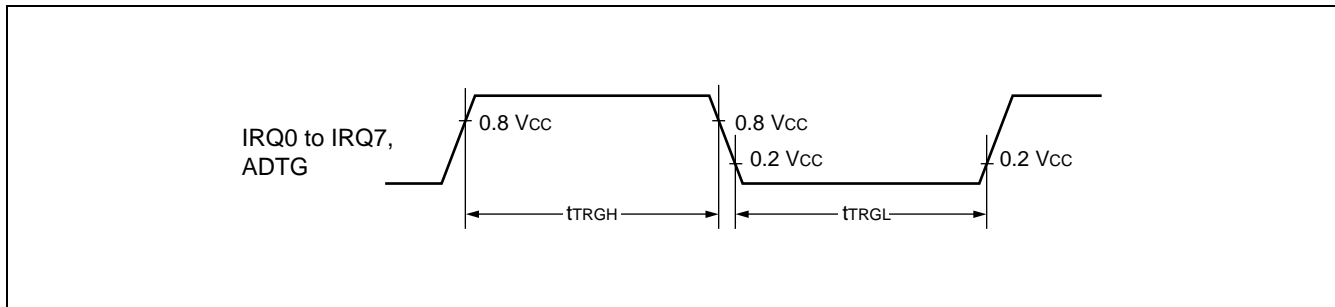 IRQ0 to IRQ7,
ADTG
0.8 VCC
0.8 VCC
0.2 VCC
0.2 VCC
tTRGH
tTRGL